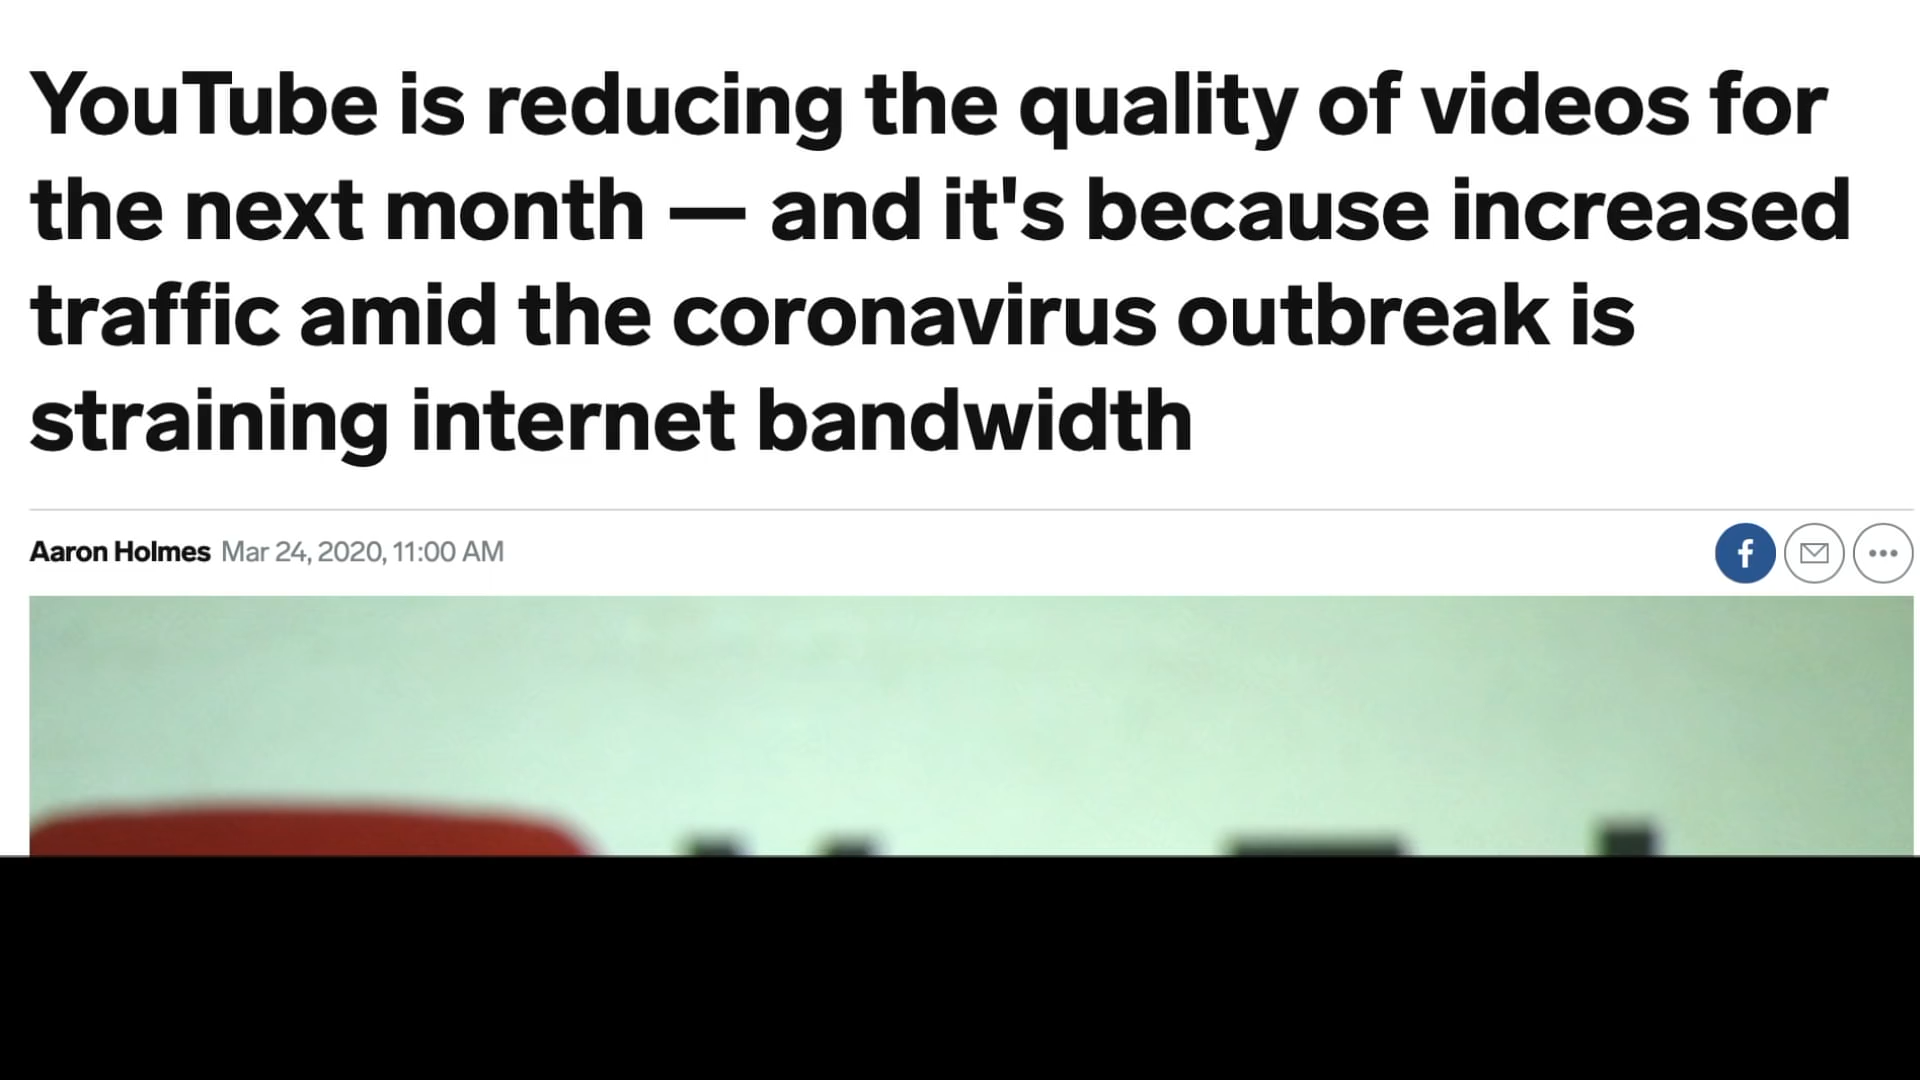 YouTube is reducing the quality of videos for
the next month — and it's because increased
traffic amid the coronavirus outbreak is
straining internet bandwidth
Aaron Holmes Mar 24, 2020, 11:00 AM